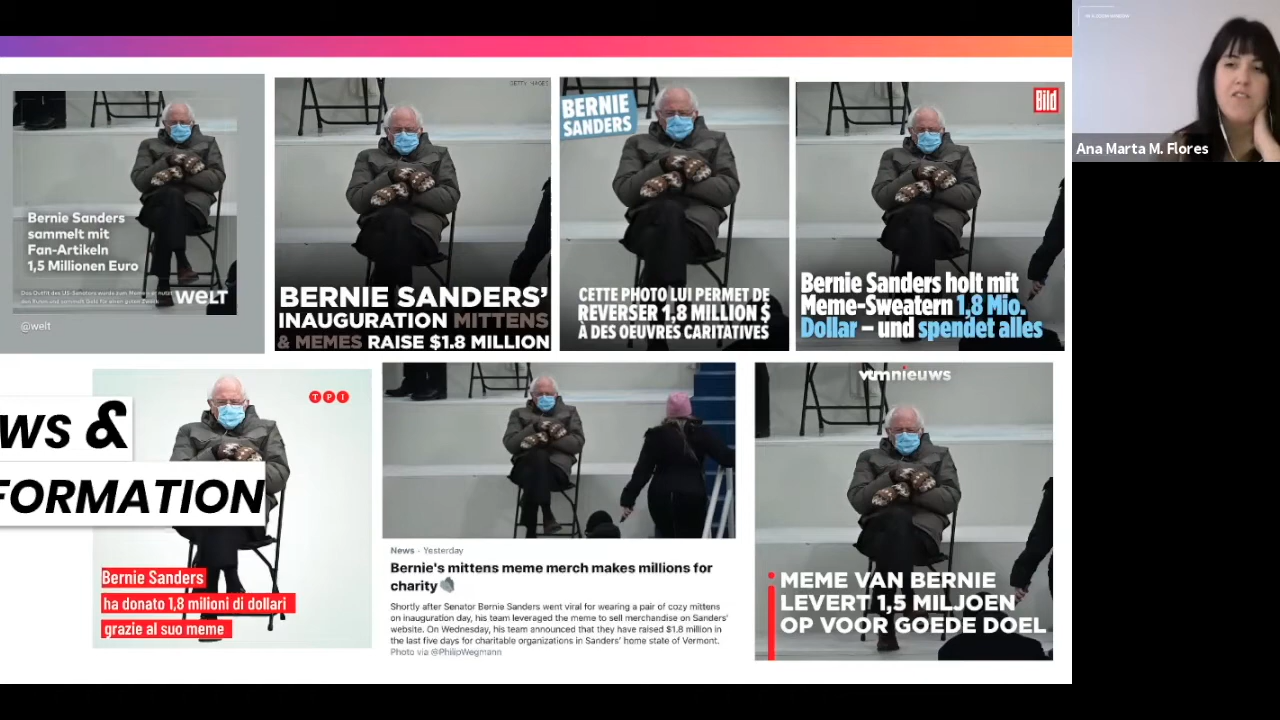 GETTY IMAGES
Bernie Sanders
sammelt mit
Fan-Artikeln
1,5 Millionen Euro
welt
@welt
BERNIE SANDERS'
INAUGURATION MITTENS
& MEMES RAISE $1.8 MILLION
BERNIE
SANDERS
CETTE PHOTO LUI PERMET DE
REVERSER 1,8 MILLION $
À DES OEUVRES CARITATIVES
Bild
Bernie Sanders holt mit
Meme-Sweatern 1,8 Mio.
Dollar – und spendet alles
Ana Marta M. Flores
WS &
FORMATION
TPI
Bernie Sanders
ha donato 1,8 milioni di dollari
grazie al suo meme
News - Yesterday
Bernie's mittens meme merch makes millions for
charity
Shortly after Senator Bernie Sanders went viral for wearing a pair of cozy mittens
on inauguration day, his team leveraged the meme to sell merchandise on Sanders'
website. On Wednesday, his team announced that they have raised $1.8 million in
the last five days for charitable organizations in Sanders' home state of Vermont.
Photo via @PhilipWegmann
vtmnieuws
MEME VAN BERNIE
LEVERT 1,5 MILJOEN
OP VOOR GOEDE DOEL